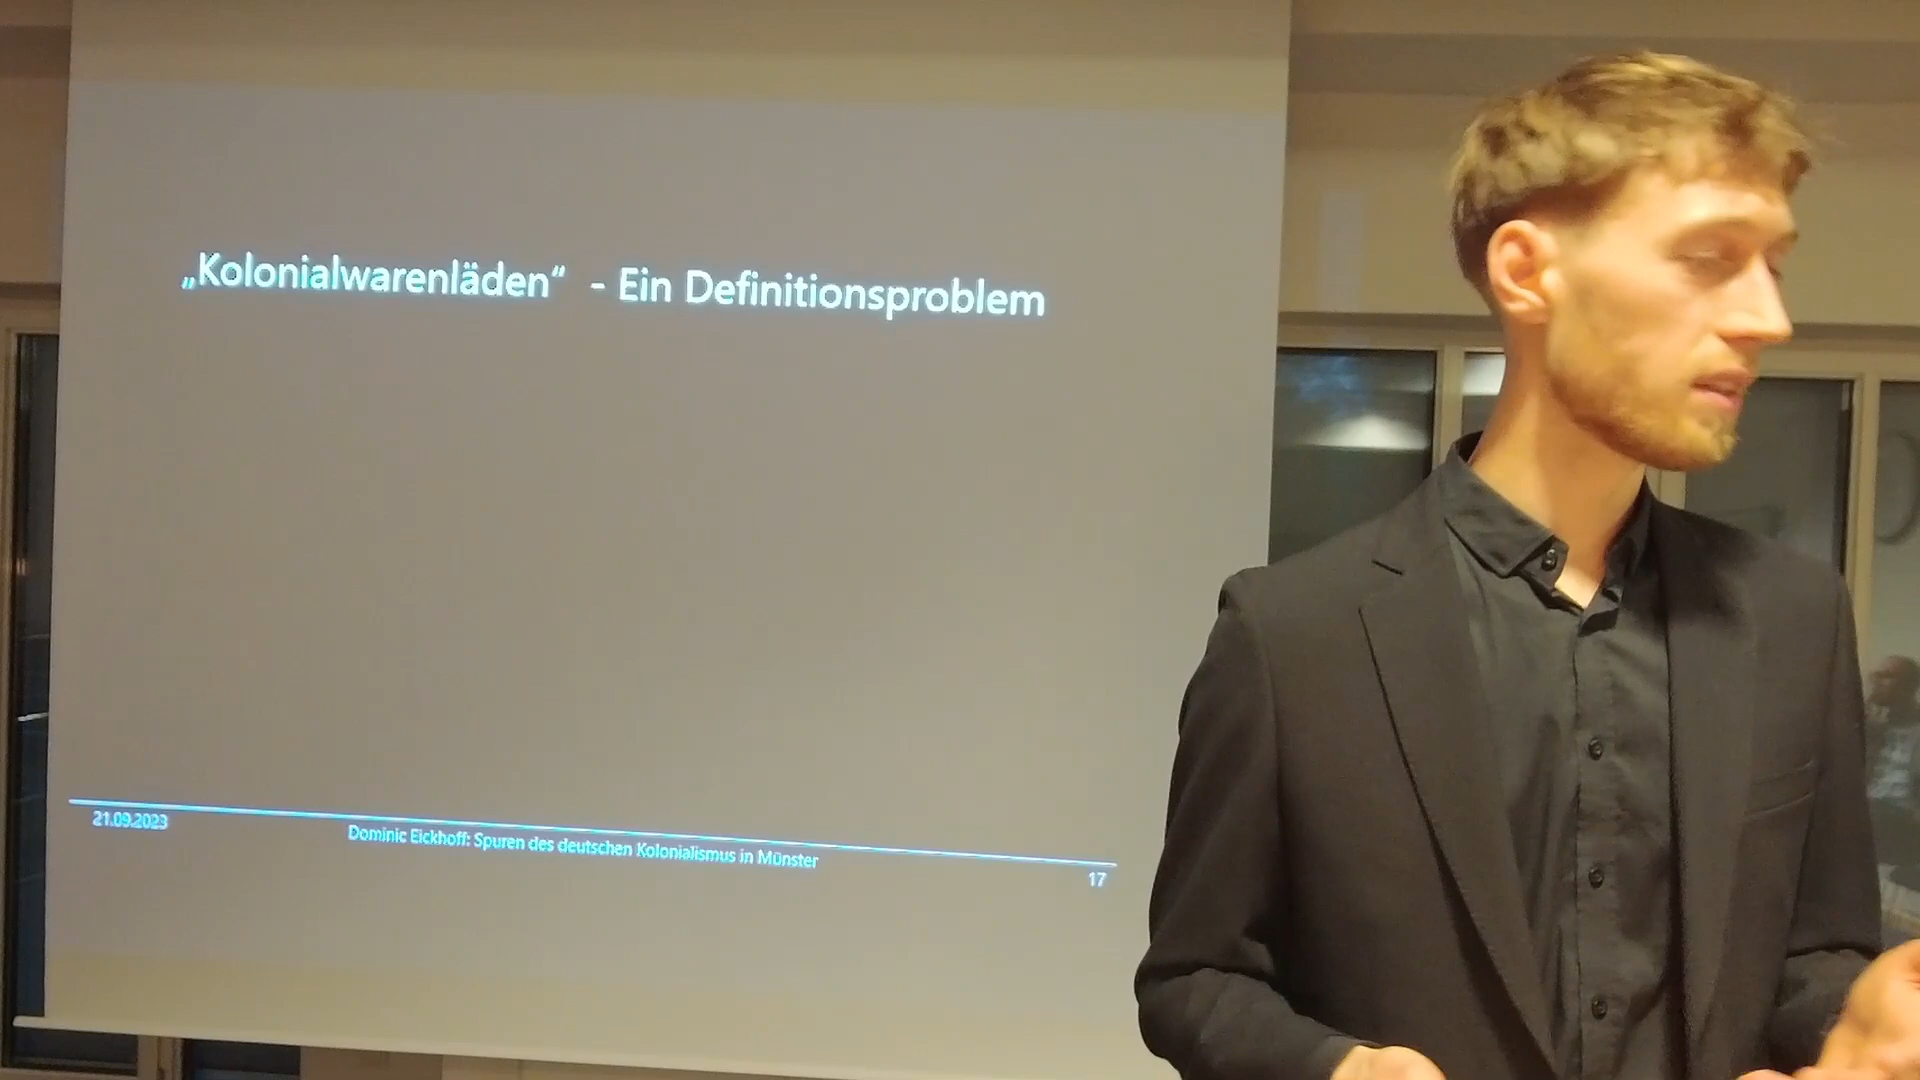 „Kolonialwarenläden“ - Ein Definitionsproblem
21.09.2023
Dominic Eickhoff: Spuren des deutschen Kolonialismus in Münster
17